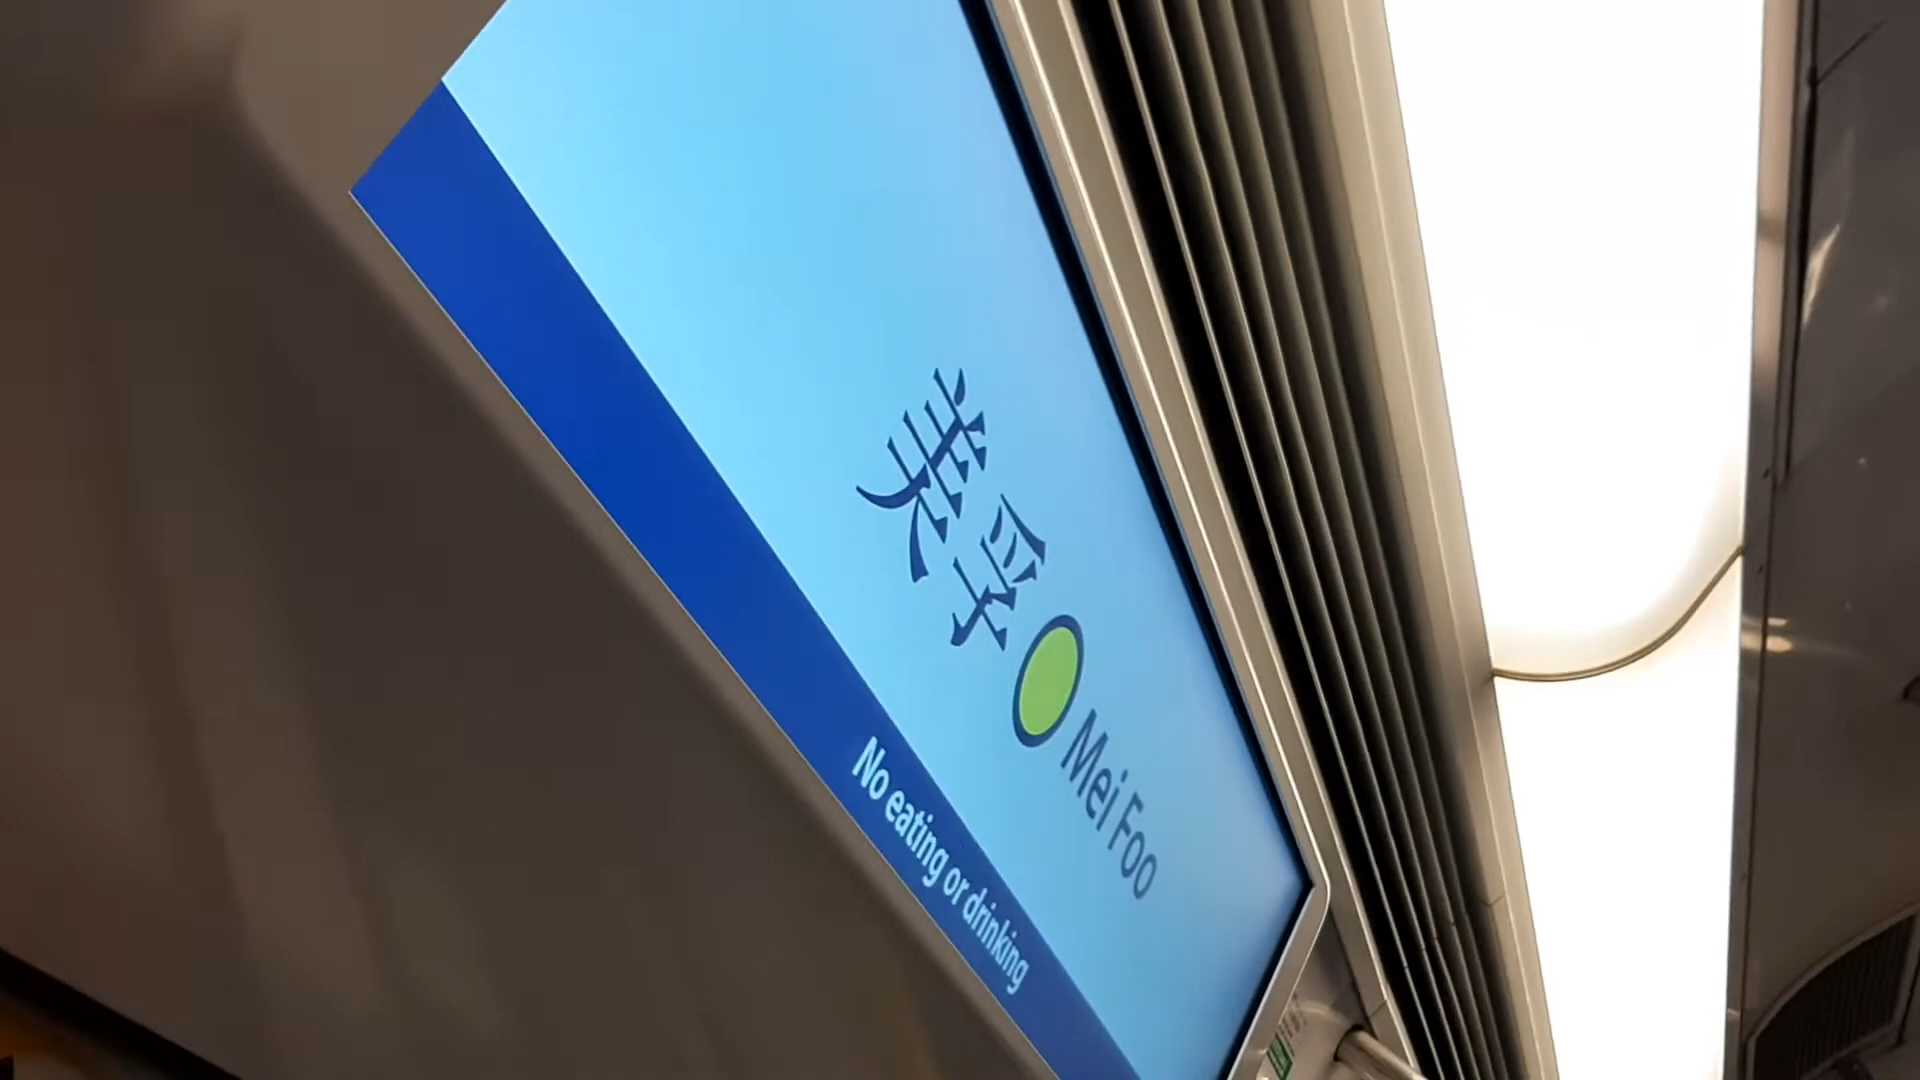 美孚
Mei Foo
No eating or drinking